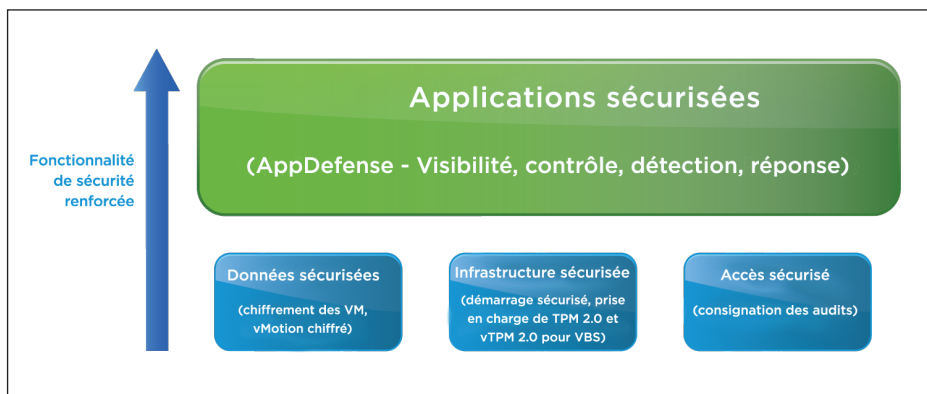 Applications sécurisées
(AppDefense - Visibilité, contrôle, détection, réponse)
Fonctionnalité
de sécurité
renforcée
Données sécurisées
(chiffrement des VM,
vMotion chiffré)
Infrastructure sécurisée
(démarrage sécurisé, prise
en charge de TPM 2.0 et
vTPM 2.0 pour VBS)
Accès sécurisé
(consignation des audits)